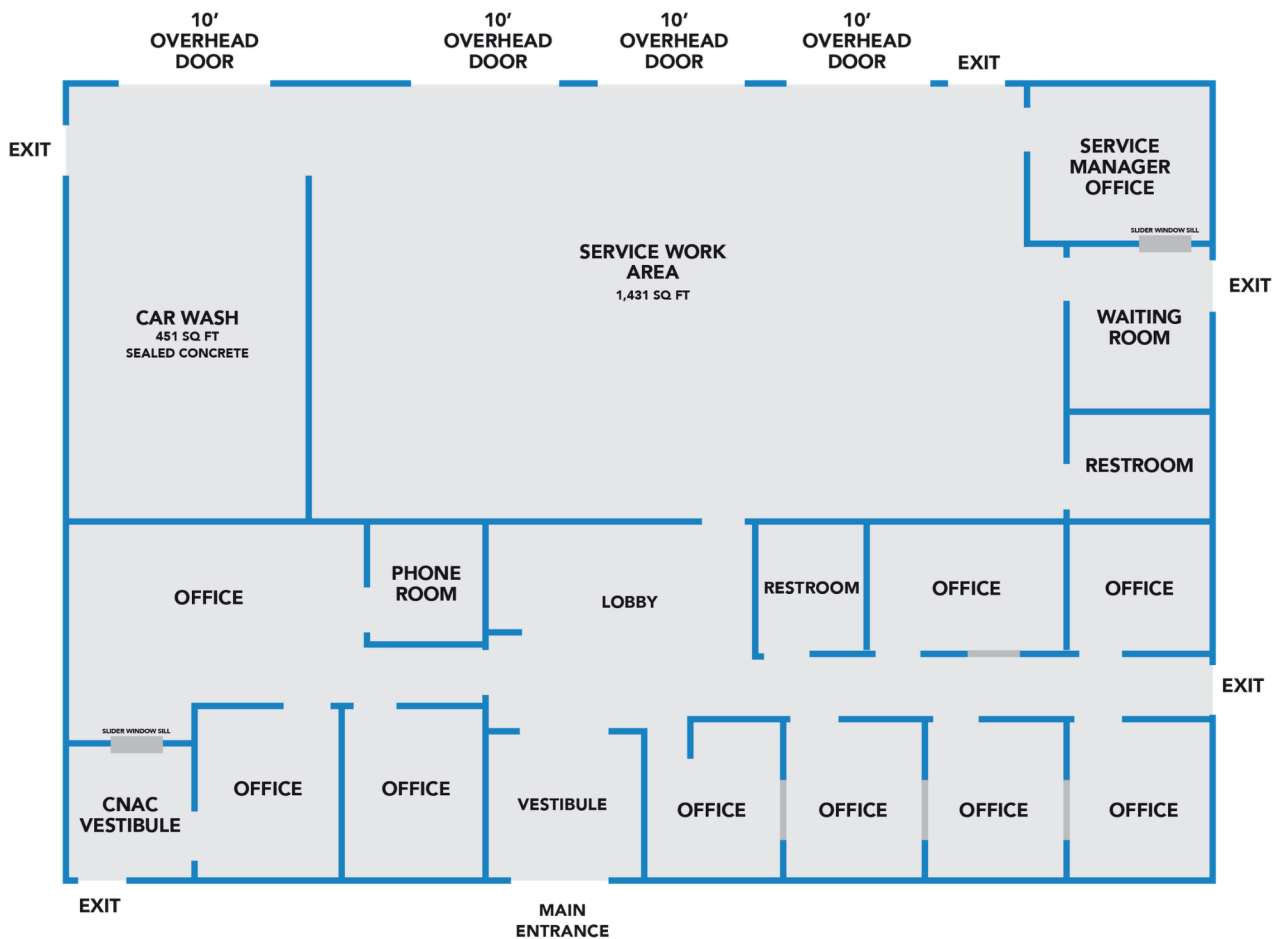 10’
OVERHEAD
DOOR
10’
OVERHEAD
DOOR
10’
OVERHEAD
DOOR
10’
OVERHEAD
DOOR
EXIT
EXIT
SERVICE
MANAGER
OFFICE
SLIDER WINDOW SILL
SERVICE WORK
AREA
1,431 SQ FT
EXIT
CAR WASH
451 SQ FT
SEALED CONCRETE
WAITING
ROOM
RESTROOM
OFFICE
PHONE
ROOM
LOBBY
RESTROOM
OFFICE
OFFICE
EXIT
SLIDER WINDOW SILL
CNAC
VESTIBULE
OFFICE
OFFICE
VESTIBULE
OFFICE
OFFICE
OFFICE
OFFICE
EXIT
MAIN
ENTRANCE